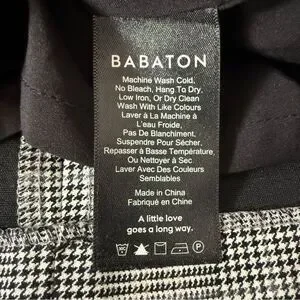 BABATON
Machine Wash Cold,
No Bleach, Hang To Dry.
Low Iron, Or Dry Clean
Wash With Like Colours
Laver à La Machine à
L'eau Froide,
Pas De Blanchiment.
Suspendre Pour Sécher.
Repasser à Basse Température
Ou Nettoyer à Sec
Laver Avec Des Couleurs
Semblables
Made in China
Fabriqué en Chine
A little love
goes a long way.